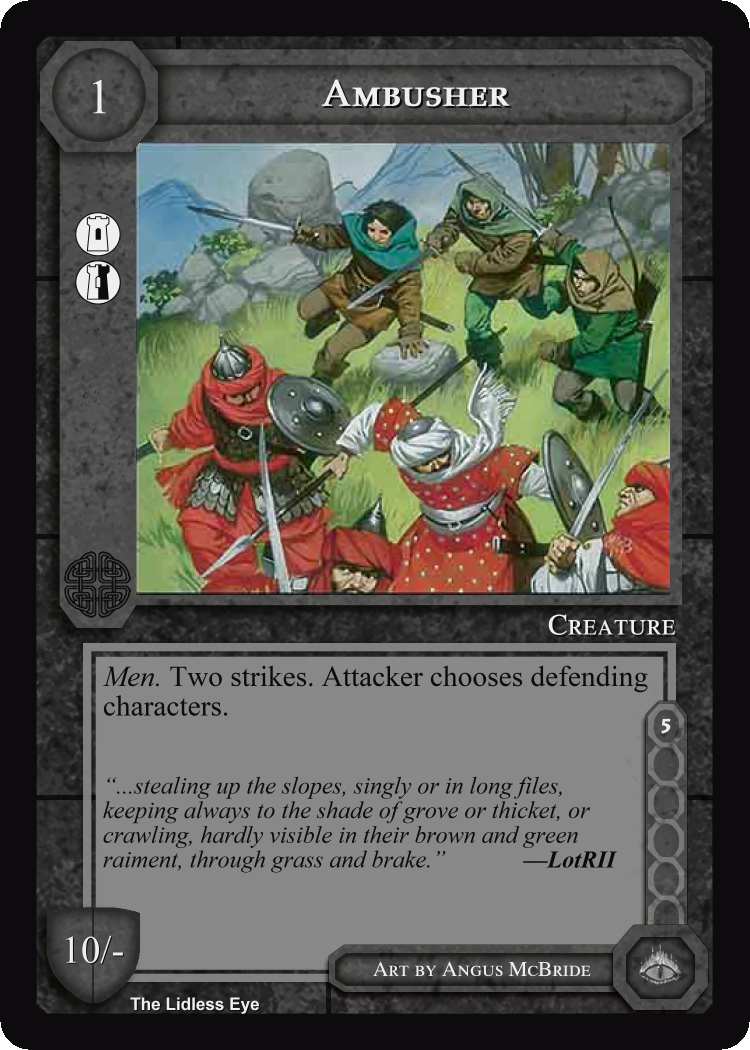 1
AMBUSHER
CREATURE
Men. Two strikes. Attacker chooses defending
characters.
5
“...stealing up the slopes, singly or in long files,
keeping always to the shade of grove or thicket, or
crawling, hardly visible in their brown and green
raiment, through grass and brake.” —LotRII
10/-
ART BY ANGUS MCBRIDE
The Lidless Eye